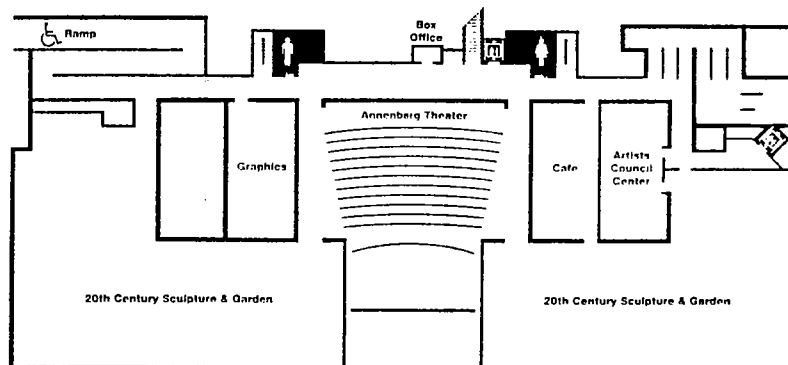 Ramp
Box
Office
Annenberg Theater
Graphics
Cafe
Artists
Council
Center
20th Century Sculpture & Garden
20th Century Sculpture & Garden